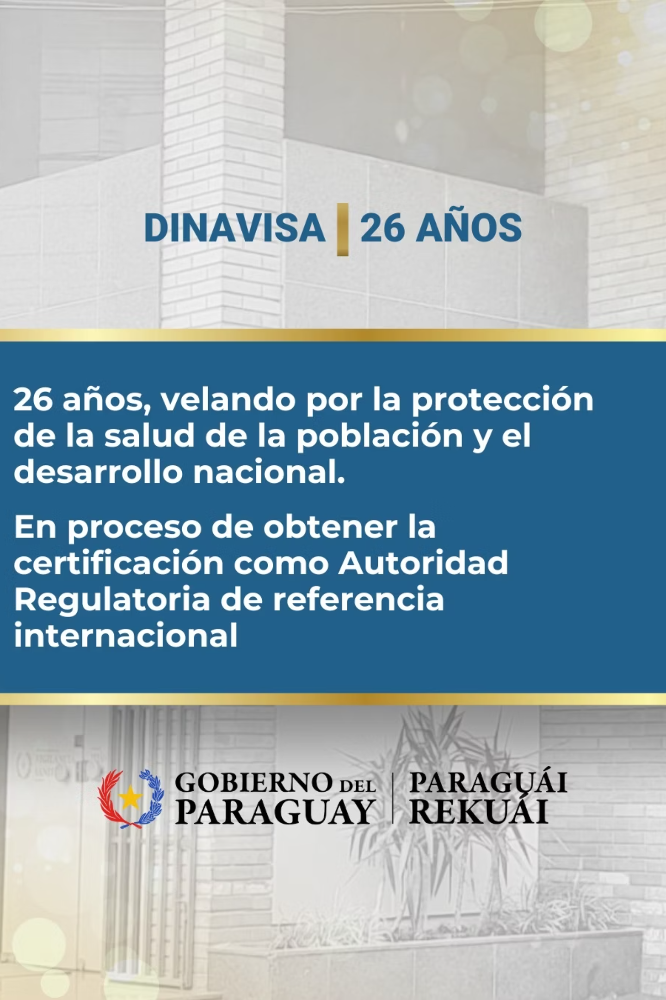 DINAVISA 26 AÑOS
26 años, velando por la protección
de la salud de la población y el
desarrollo nacional.
En proceso de obtener la
certificación como Autoridad
Regulatoria de referencia
internacional
GOBIERNO DEL
PARAGUAY
PARAGUÁI
REKUÁI